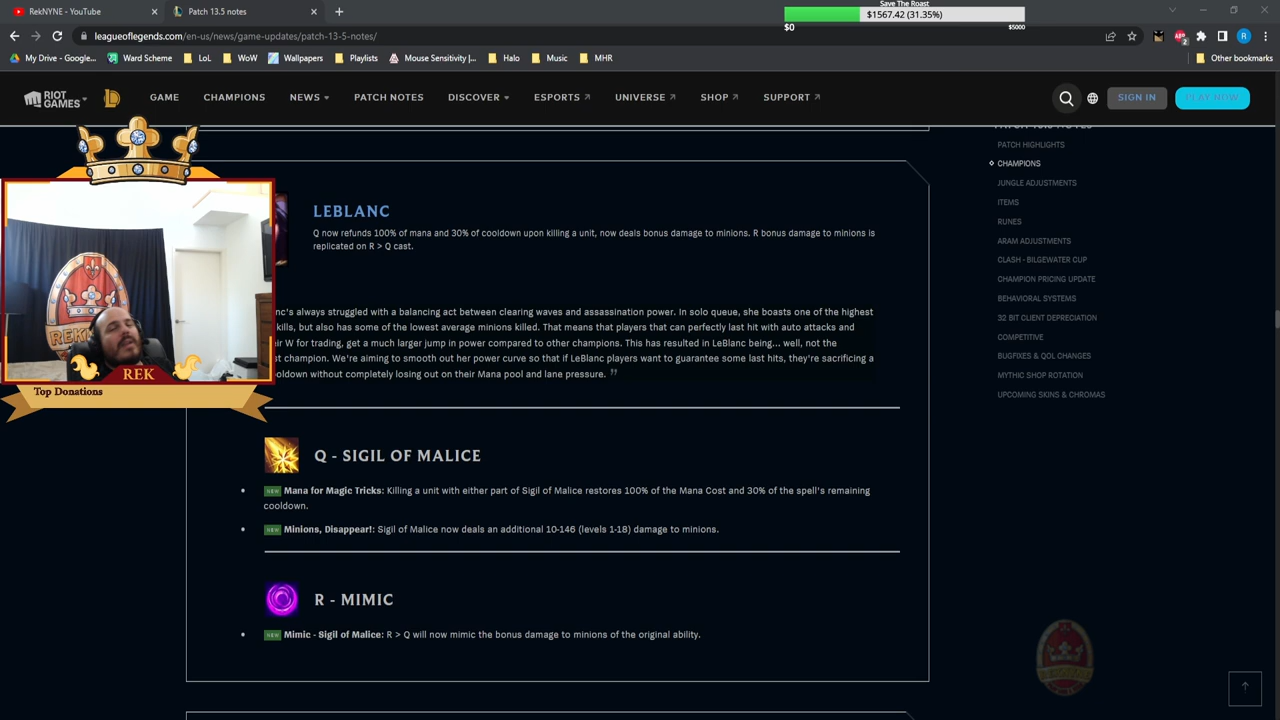 RekNYNE - YouTube
Patch 13.5 notes
Save The Roast
$1567.42 (31.35%)
$0
$5000
leagueoflegends.com/en-us/news/game-updates/patch-13-5-notes/
My Drive - Google...
Ward Scheme
LoL
WoW
Wallpapers
Playlists
Mouse Sensitivity |...
Halo
Music
MHR
Other bookmarks
RIOT GAMES
GAME
CHAMPIONS
NEWS
PATCH NOTES
DISCOVER
ESPORTS
UNIVERSE
SHOP
SUPPORT
SIGN IN
PLAY NOW
PATCH 13.5 NOTES
PATCH HIGHLIGHTS
CHAMPIONS
JUNGLE ADJUSTMENTS
ITEMS
RUNES
ARAM ADJUSTMENTS
CLASH - BILGEWATER CUP
CHAMPION PRICING UPDATE
BEHAVIORAL SYSTEMS
32 BIT CLIENT DEPRECATION
COMPETITIVE
BUGFIXES & QOL CHANGES
MYTHIC SHOP ROTATION
UPCOMING SKINS & CHROMAS
LEBLANC
Q now refunds 100% of mana and 30% of cooldown upon killing a unit, now deals bonus damage to minions. R bonus damage to minions is
replicated on R > Q cast.
nc's always struggled with a balancing act between clearing waves and assassination power. In solo queue, she boasts one of the highest
kills, but also has some of the lowest average minions killed. That means that players that can perfectly last hit with auto attacks and
ir W for trading, get a much larger jump in power compared to other champions. This has resulted in LeBlanc being... well, not the
t champion. We're aiming to smooth out her power curve so that if LeBlanc players want to guarantee some last hits, they're sacrificing a
ooldown without completely losing out on their Mana pool and lane pressure. "
REK
Top Donations
Q - SIGIL OF MALICE
NEW Mana for Magic Tricks: Killing a unit with either part of Sigil of Malice restores 100% of the Mana Cost and 30% of the spell's remaining
cooldown.
NEW Minions, Disappear!: Sigil of Malice now deals an additional 10-146 (levels 1-18) damage to minions.
R - MIMIC
NEW Mimic - Sigil of Malice: R > Q will now mimic the bonus damage to minions of the original ability.